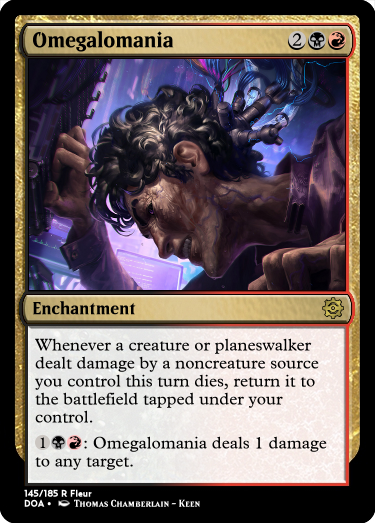 Omegalomania 2
Enchantment
Whenever a creature or planeswalker
dealt damage by a noncreature source
you control this turn dies, return it to
the battlefield tapped under your
control.
1 : Omegalomania deals 1 damage
to any target.
145/185 R Fleur
DOA • Thomas Chamberlain – Keen